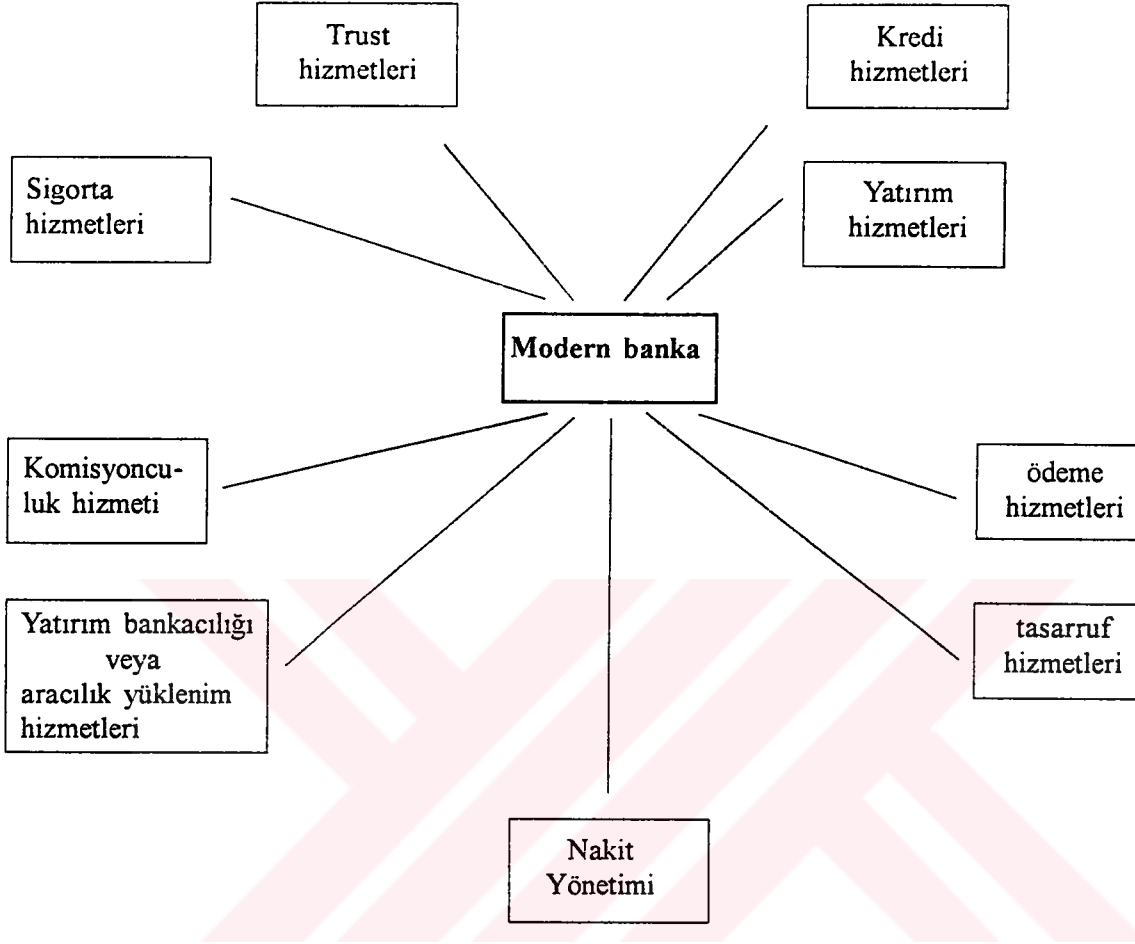 Trust
hizmetleri
Kredi
hizmetleri
Sigorta
hizmetleri
Yatırım
hizmetleri
Modern banka
Komisyoncu-
luk hizmeti
ödeme
hizmetleri
Yatırım bankacılığı
veya
aracılık yüklenim
hizmetleri
tasarruf
hizmetleri
Nakit
Yönetimi